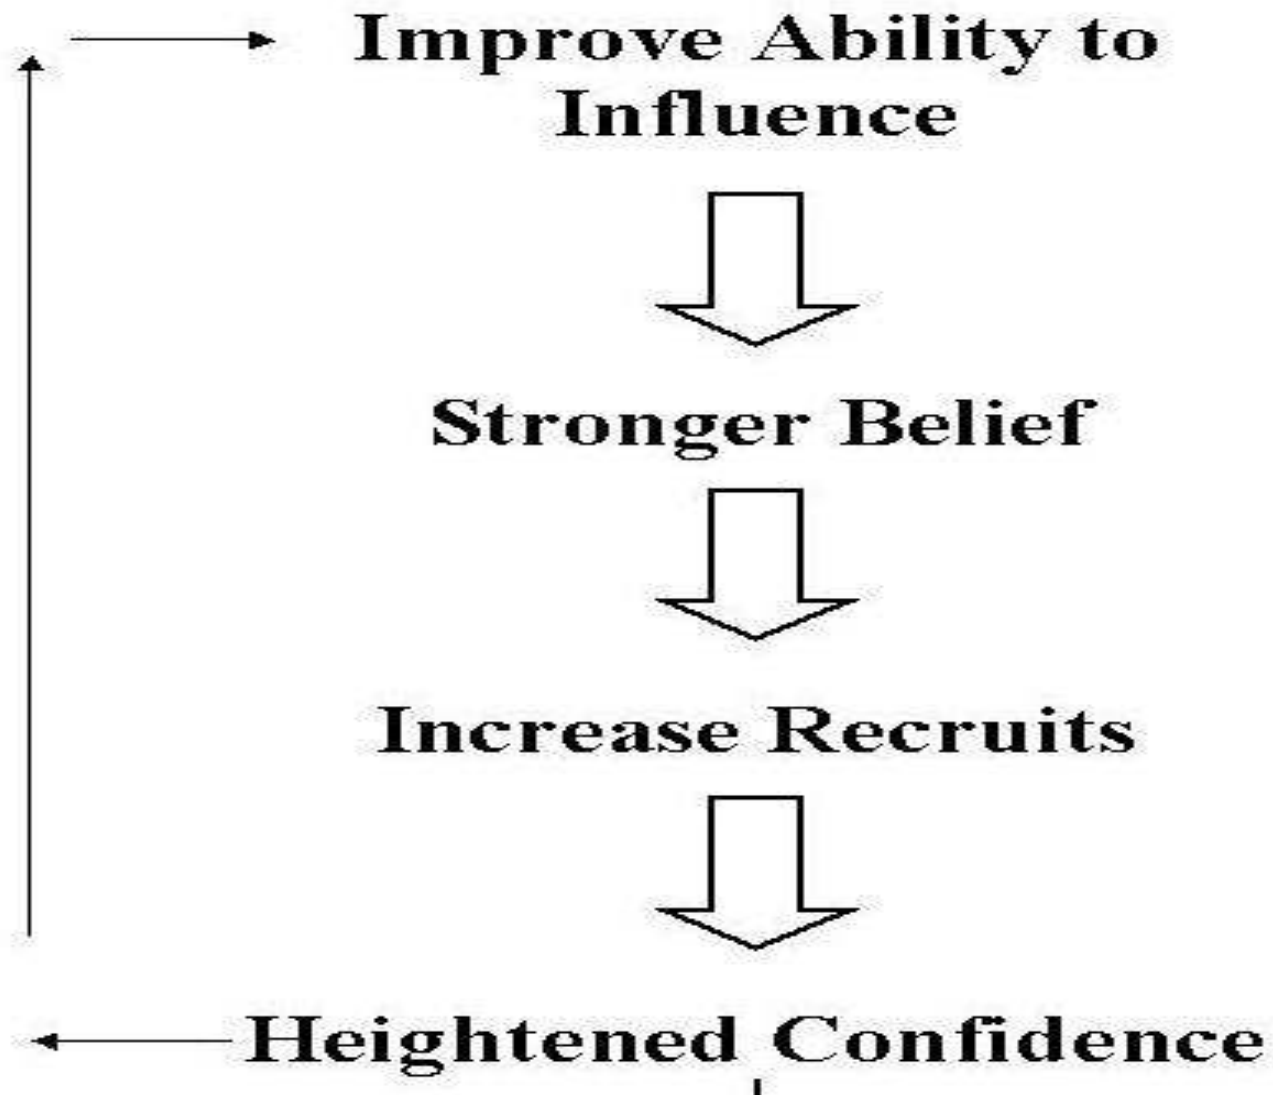 Improve Ability to
Influence
Stronger Belief
Increase Recruits
Heightened Confidence